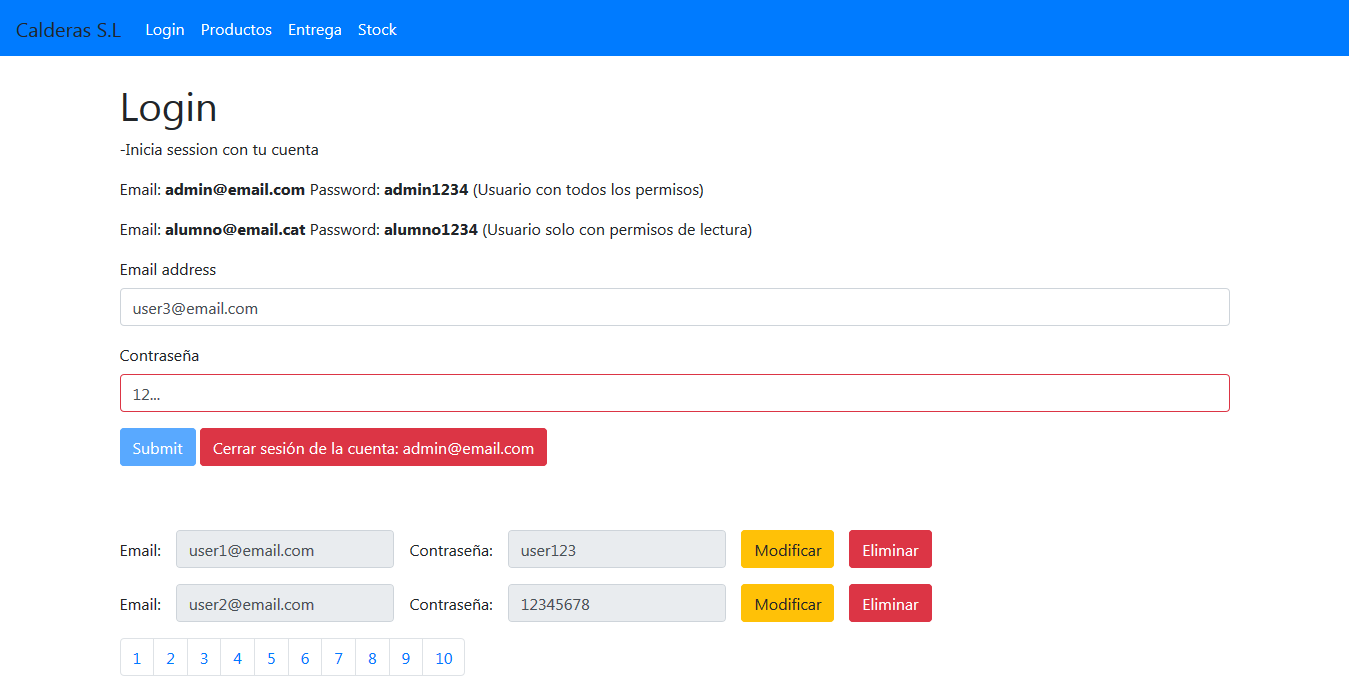 Calderas S.L Login Productos Entrega Stock
Login
-Inicia session con tu cuenta
Email: admin@email.com Password: admin1234 (Usuario con todos los permisos)
Email: alumno@email.cat Password: alumno1234 (Usuario solo con permisos de lectura)
Email address
user3@email.com
Contraseña
12...
Submit Cerrar sesión de la cuenta: admin@email.com
Email: user1@email.com Contraseña: user123 Modificar Eliminar
Email: user2@email.com Contraseña: 12345678 Modificar Eliminar
1 2 3 4 5 6 7 8 9 10